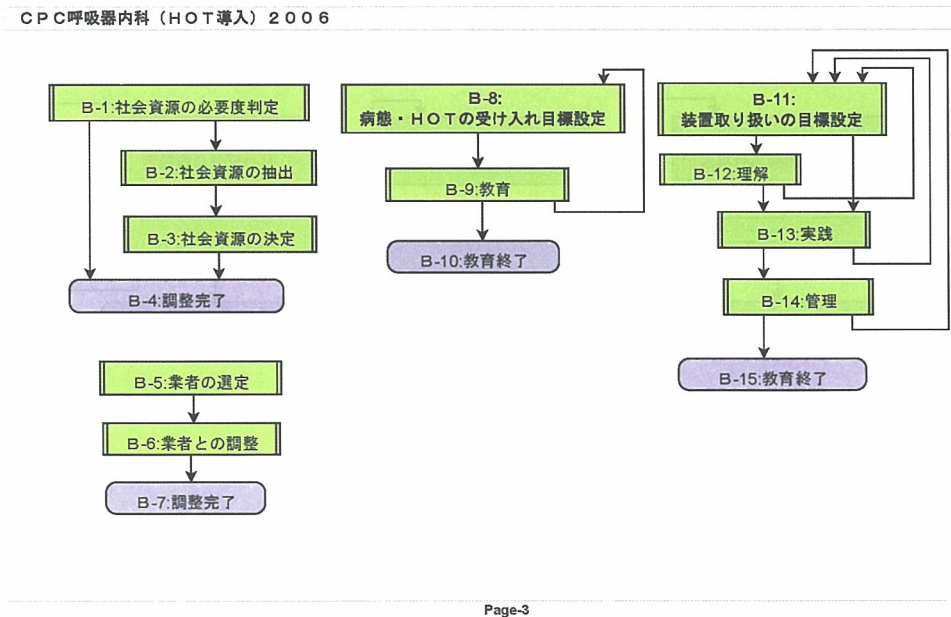 CPC呼吸器内科(HOT導入)2006
B-1:社会資源の必要度判定
B-2:社会資源の抽出
B-3:社会資源の決定
B-4:調整完了
B-5:業者の選定
B-6:業者との調整
B-7:調整完了
B-8:
病態・HOTの受け入れ目標設定
B-9:教育
B-10:教育終了
B-11:
装置取り扱いの目標設定
B-12:理解
B-13:実践
B-14:管理
B-15:教育終了
Page-3